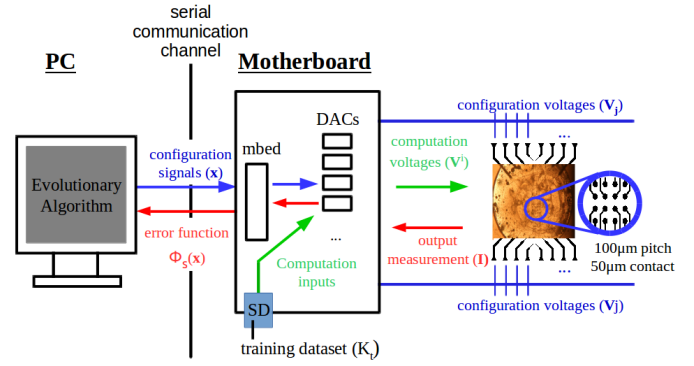 serial
communication
channel
PC
Motherboard
configuration voltages (Vj)
DACs
...
mbed
computation
voltages (Vⁱ)
configuration
signals (x)
Evolutionary
Algorithm
error function
Φs(x)
...
output
measurement (I)
Computation
inputs
100μm pitch
50μm contact
...
SD
configuration voltages (Vj)
training dataset (Kt)